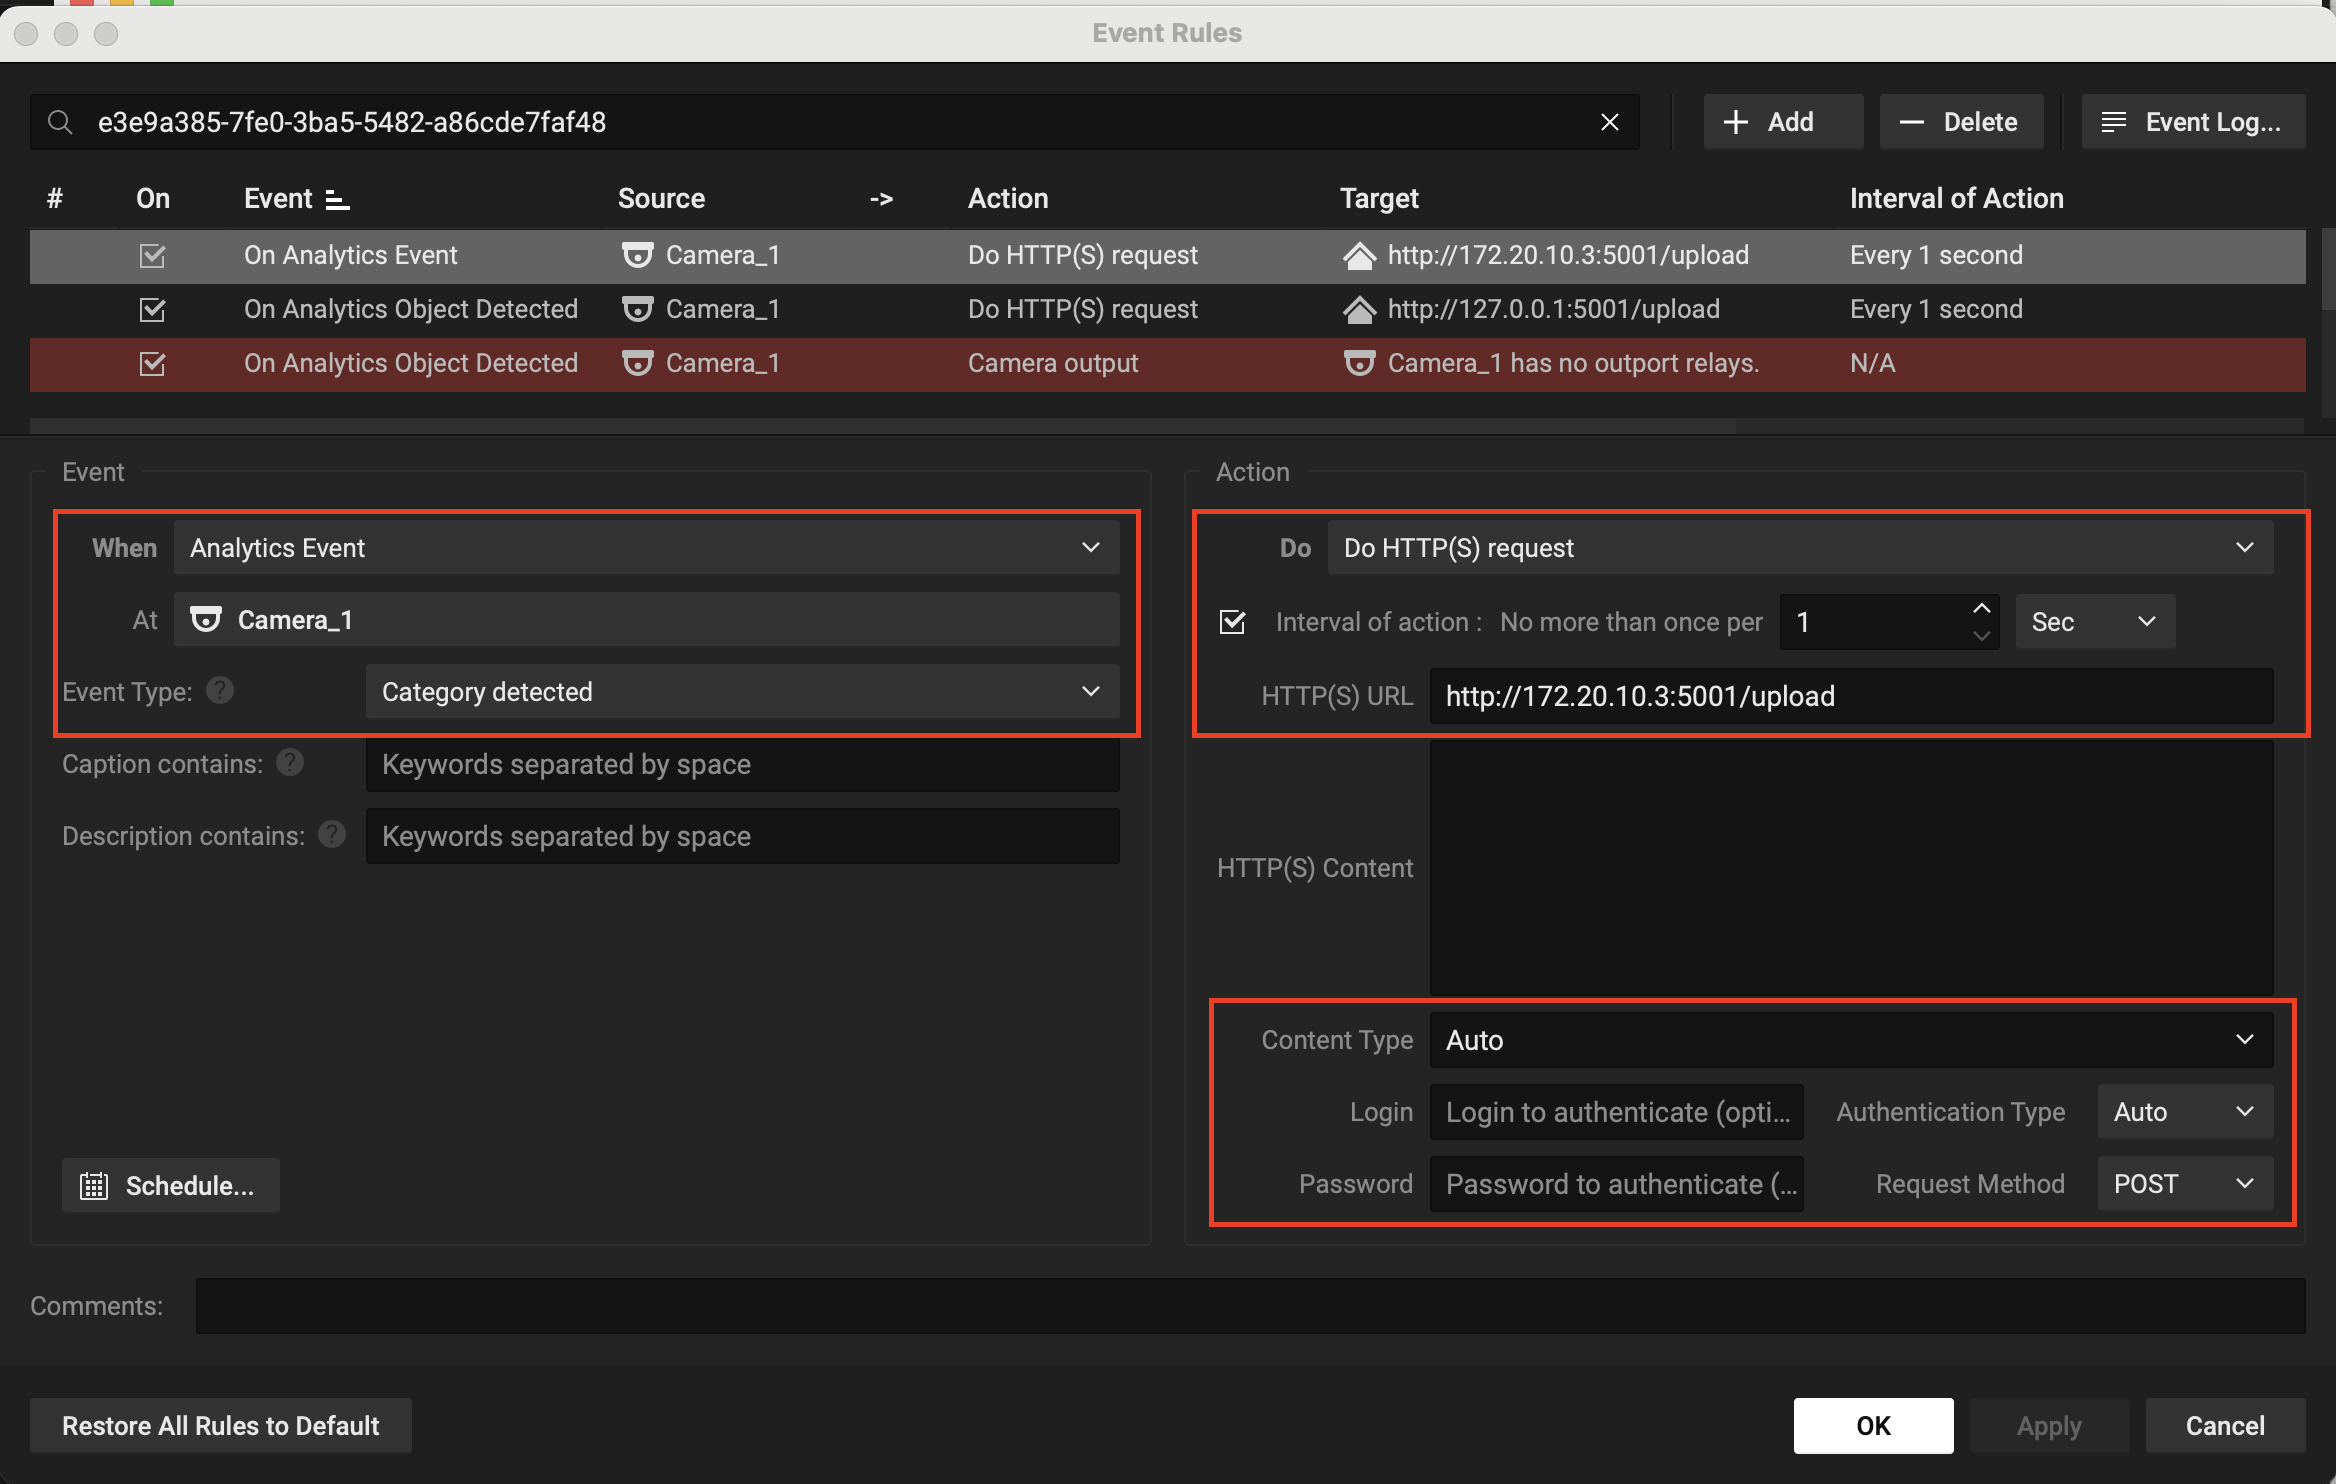 Event Rules
e3e9a385-7fe0-3ba5-5482-a86cde7faf48
Add
Delete
Event Log...
# On Event Source -> Action Target Interval of Action
On Analytics Event Camera_1 Do HTTP(S) request http://172.20.10.3:5001/upload Every 1 second
On Analytics Object Detected Camera_1 Do HTTP(S) request http://127.0.0.1:5001/upload Every 1 second
On Analytics Object Detected Camera_1 Camera output Camera_1 has no outport relays. N/A
Event
When Analytics Event
At Camera_1
Event Type: ? Category detected
Caption contains: ? Keywords separated by space
Description contains: ? Keywords separated by space
Schedule...
Action
Do Do HTTP(S) request
Interval of action : No more than once per 1 Sec
HTTP(S) URL http://172.20.10.3:5001/upload
HTTP(S) Content
Content Type Auto
Login Login to authenticate (opti... Authentication Type Auto
Password Password to authenticate (... Request Method POST
Comments:
Restore All Rules to Default
OK
Apply
Cancel